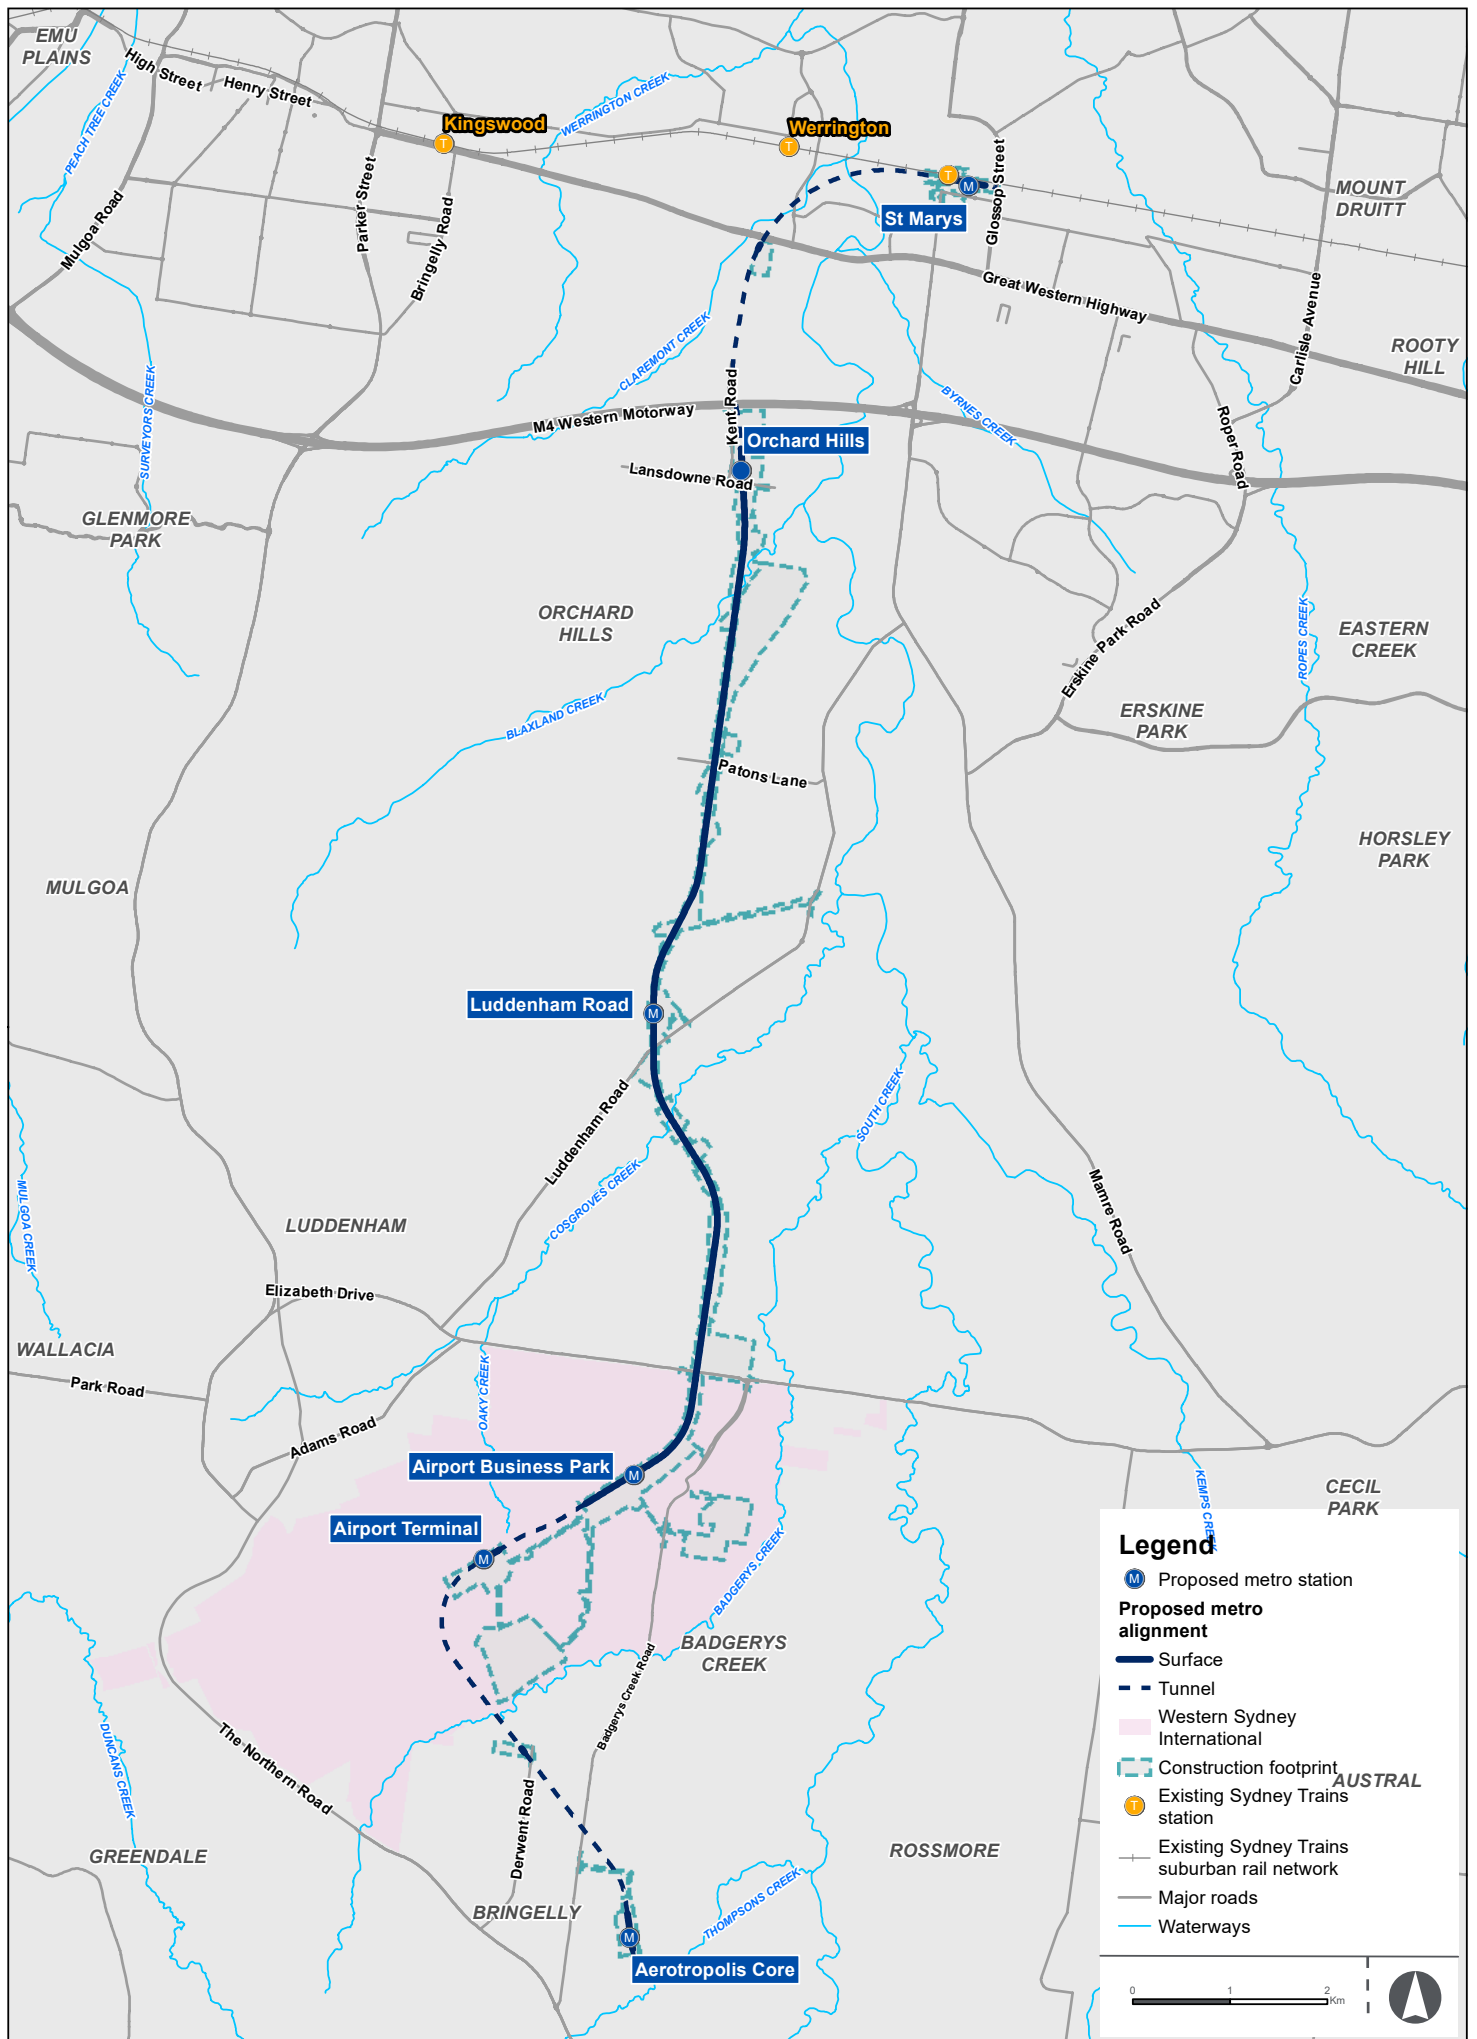 EMU
PLAINS
High Street
Henry Street
PEACH TREE CREEK
Kingswood
WERRINGTON CREEK
Werrington
T
T
T
M
St Marys
Glossop Street
MOUNT
DRUITT
Mulgoa Road
Parker Street
Bringelly Road
Great Western Highway
Carlisle Avenue
ROOTY
HILL
CLAREMONT CREEK
SURVEYORS CREEK
Kent Road
BYRNES CREEK
M4 Western Motorway
Roper Road
Orchard Hills
Lansdowne Road
GLENMORE
PARK
ORCHARD
HILLS
ROPES CREEK
EASTERN
CREEK
Erskine Park Road
BLAXLAND CREEK
ERSKINE
PARK
Patons Lane
HORSLEY
PARK
MULGOA
Luddenham Road
M
SOUTH CREEK
Luddenham Road
COSGROVES CREEK
MULGOA CREEK
Mamre Road
LUDDENHAM
Elizabeth Drive
WALLACIA
Park Road
OAKY CREEK
Adams Road
Airport Business Park
M
KEMPS CREEK
CECIL
PARK
Airport Terminal
M
BADGERYS CREEK
BADGERYS
CREEK
Badgerys Creek Road
DUNCANS CREEK
The Northern Road
Derwent Road
GREENDALE
ROSSMORE
BRINGELLY
THOMPSONS CREEK
M
Aerotropolis Core
AUSTRAL
Legend
M
Proposed metro station
Proposed metro
alignment
Surface
Tunnel
Western Sydney
International
Construction footprint
T
Existing Sydney Trains
station
Existing Sydney Trains
suburban rail network
Major roads
Waterways
0 1 2
Km